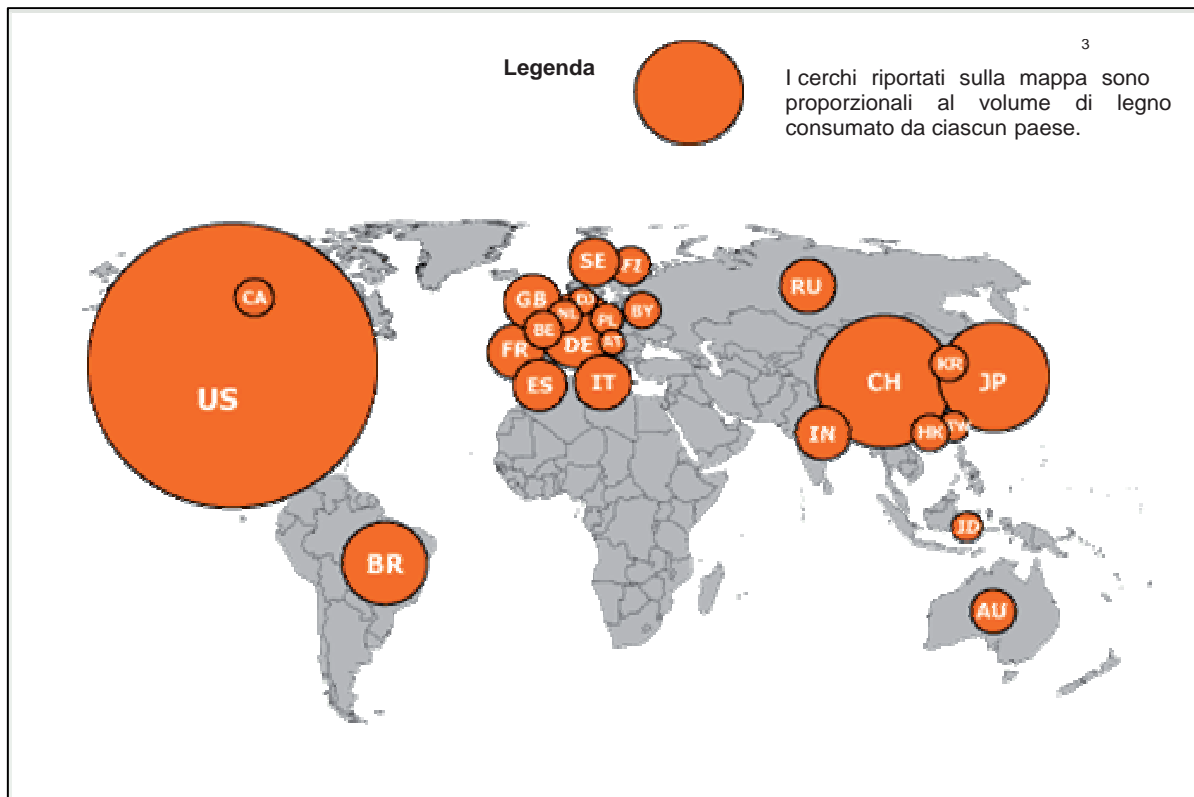 3
Legenda
I cerchi riportati sulla mappa sono
proporzionali al volume di legno
consumato da ciascun paese.
SE
FI
CA
RU
GB
DJ
NL
PL
BY
BE
FR
DE
AT
KR
US
ES
IT
CH
JP
IN
HK
TW
ID
BR
AU